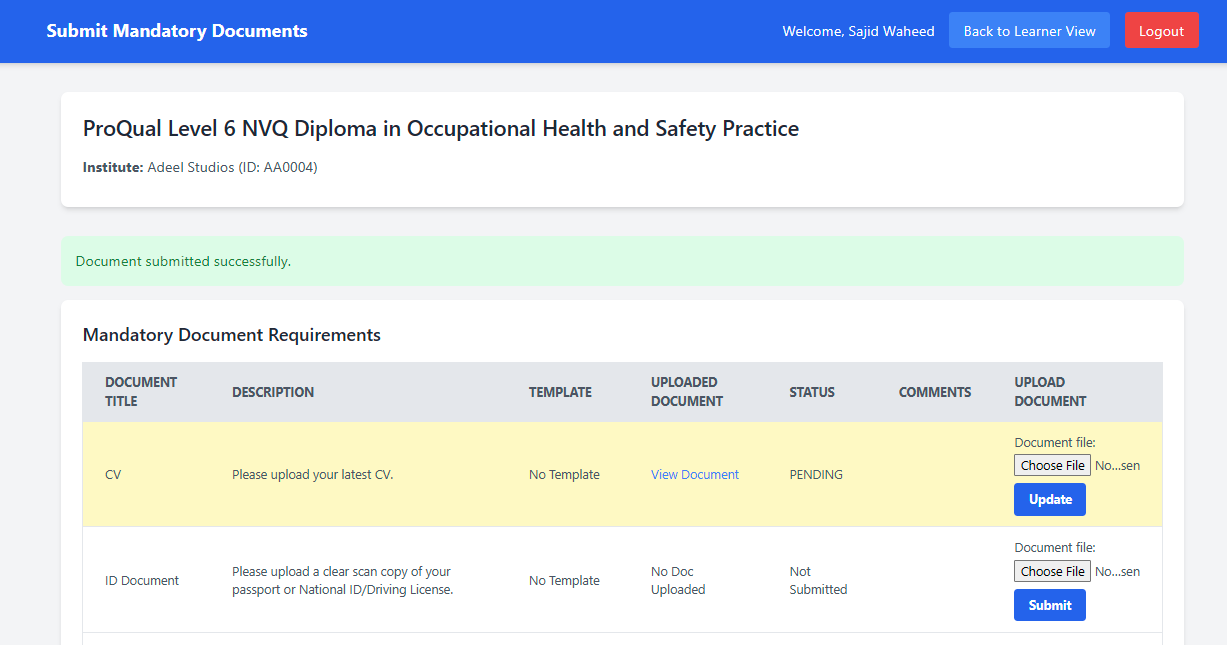 Submit Mandatory Documents
Welcome, Sajid Waheed
Back to Learner View
Logout
ProQual Level 6 NVQ Diploma in Occupational Health and Safety Practice
Institute: Adeel Studios (ID: AA0004)
Document submitted successfully.
Mandatory Document Requirements
DOCUMENT TITLE
DESCRIPTION
TEMPLATE
UPLOADED DOCUMENT
STATUS
COMMENTS
UPLOAD DOCUMENT
CV
Please upload your latest CV.
No Template
View Document
PENDING
Document file:
Choose File No...sen
Update
ID Document
Please upload a clear scan copy of your
passport or National ID/Driving License.
No Template
No Doc
Uploaded
Not
Submitted
Document file:
Choose File No...sen
Submit